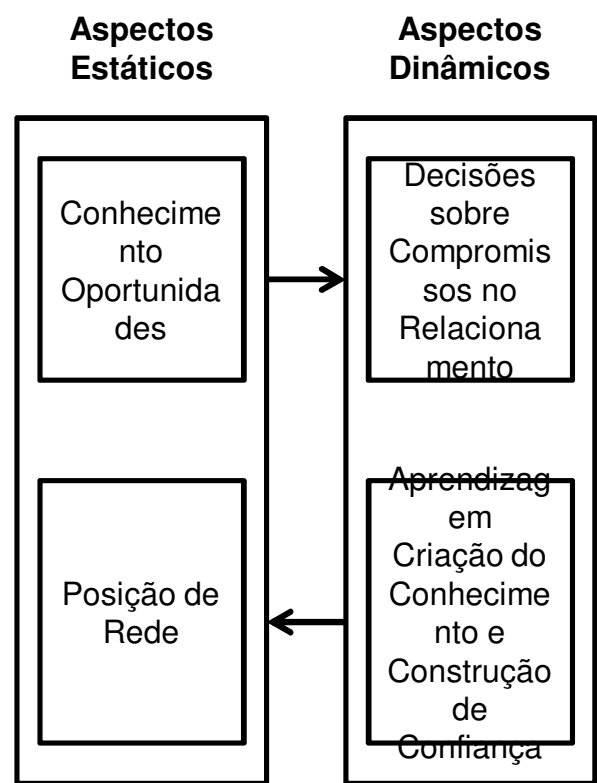 Aspectos
Estáticos
Aspectos
Dinâmicos
Conhecime
nto
Oportunida
des
Decisões
sobre
Compromis
sos no
Relaciona
mento
Posição de
Rede
Aprendizag
em
Criação do
Conhecime
nto e
Construção
de
Confiança